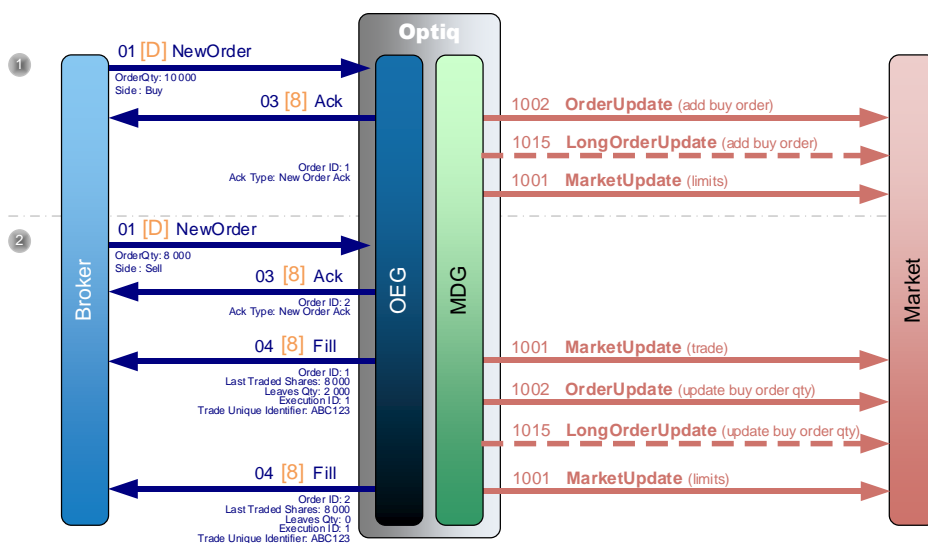 Optiq
1
01 [D] NewOrder
OrderQty: 10 000
Side : Buy
03 [8] Ack
Order ID: 1
Ack Type: New Order Ack
1002 OrderUpdate (add buy order)
1015 LongOrderUpdate (add buy order)
1001 MarketUpdate (limits)
2
01 [D] NewOrder
OrderQty: 8 000
Side : Sell
03 [8] Ack
Order ID: 2
Ack Type: New Order Ack
Broker
OEG
MDG
Market
04 [8] Fill
Order ID: 1
Last Traded Shares: 8 000
Leaves Qty: 2 000
Execution ID: 1
Trade Unique Identifier: ABC123
1001 MarketUpdate (trade)
1002 OrderUpdate (update buy order qty)
1015 LongOrderUpdate (update buy order qty)
04 [8] Fill
Order ID: 2
Last Traded Shares: 8 000
Leaves Qty: 0
Execution ID: 1
Trade Unique Identifier: ABC123
1001 MarketUpdate (limits)